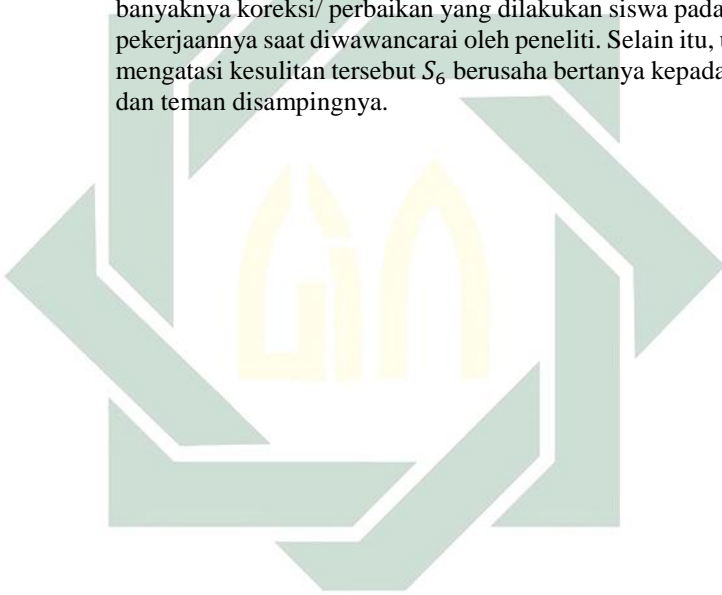 banyaknya koreksi/ perbaikan yang dilakukan siswa pada
pekerjaannya saat diwawancarai oleh peneliti. Selain itu,
mengatasi kesulitan tersebut S₆ berusaha bertanya kepada
dan teman disampingnya.